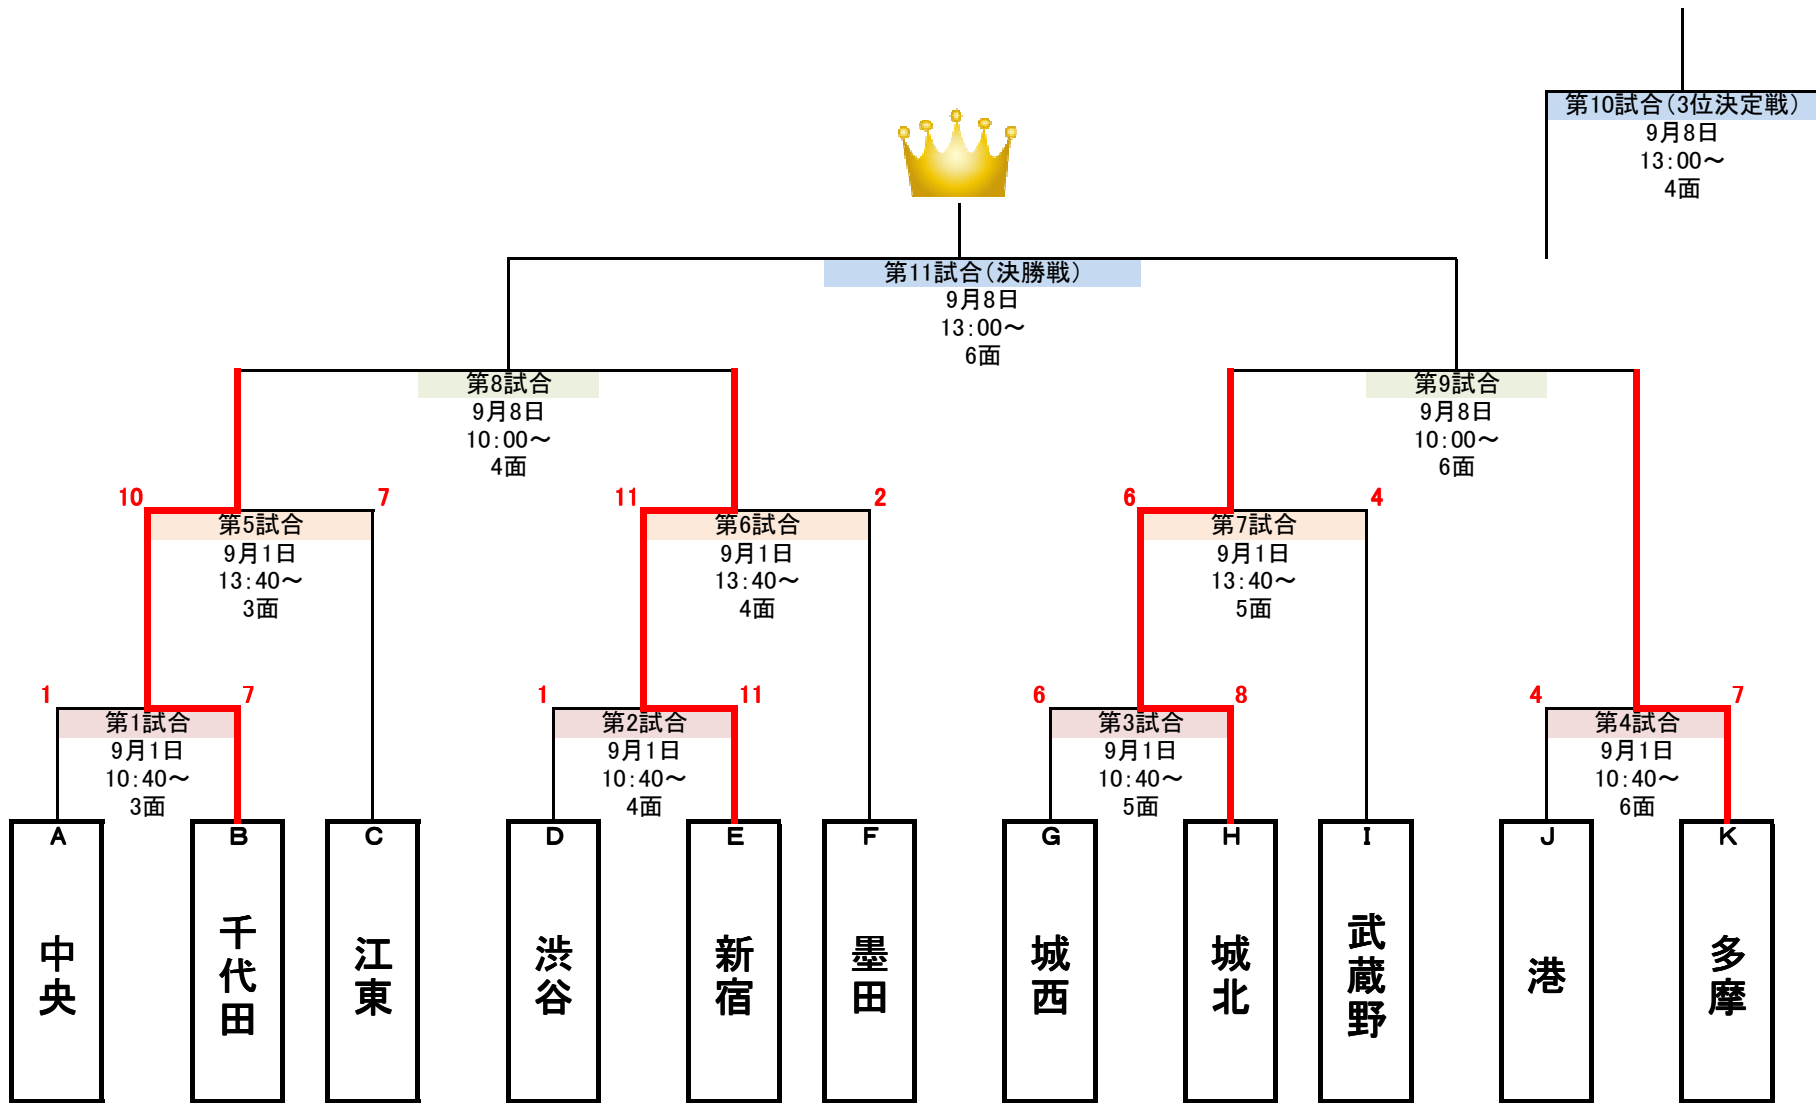 第10試合(3位決定戦)
9月8日
13:00～
4面
第11試合(決勝戦)
9月8日
13:00～
6面
第8試合
9月8日
10:00～
4面
第9試合
9月8日
10:00～
6面
10 7
第5試合
9月1日
13:40～
3面
11 2
第6試合
9月1日
13:40～
4面
6 4
第7試合
9月1日
13:40～
5面
1 7
第1試合
9月1日
10:40～
3面
1 11
第2試合
9月1日
10:40～
4面
6 8
第3試合
9月1日
10:40～
5面
4 7
第4試合
9月1日
10:40～
6面
A
中央
B
千代田
C
江東
D
渋谷
E
新宿
F
墨田
G
城西
H
城北
I
武蔵野
J
港
K
多摩